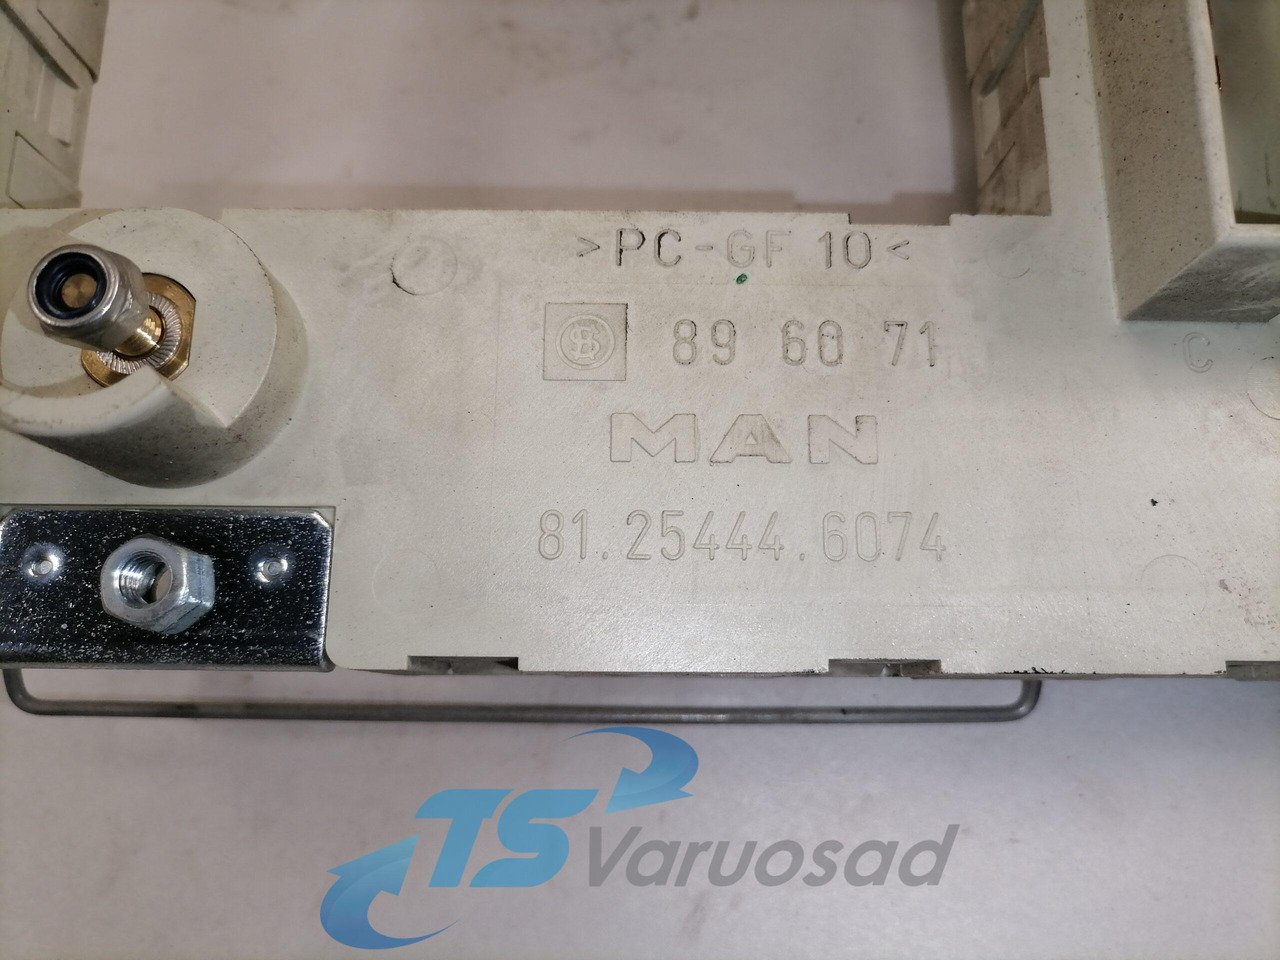 >PC-GF 10<
89 60 71
C
MAN
81.25444.6074
TS Varuosad